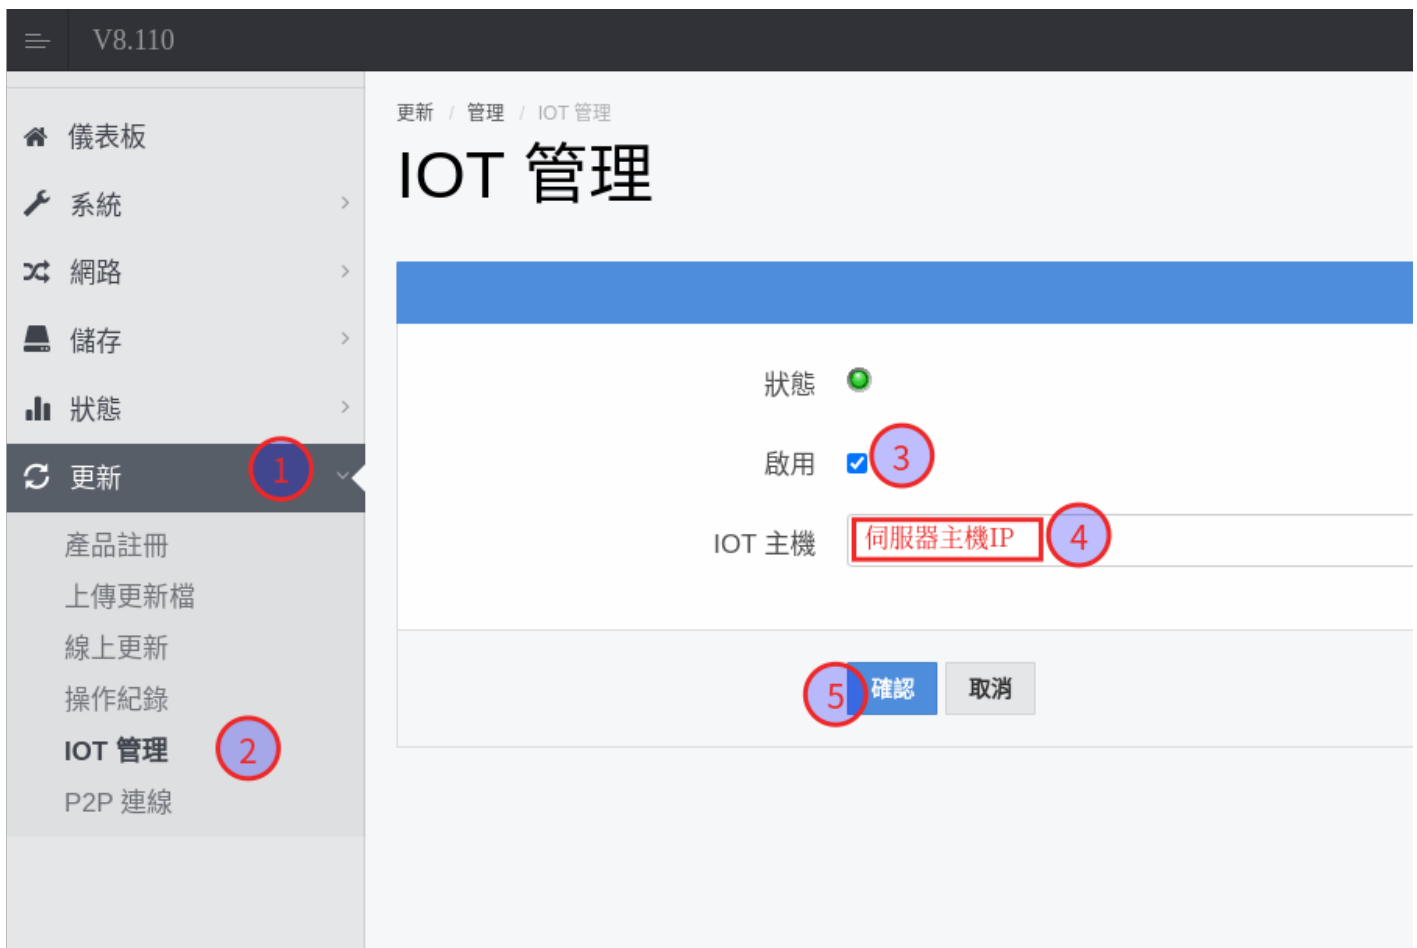 V8.110
儀表板
系統
網路
儲存
狀態
更新 1
產品註冊
上傳更新檔
線上更新
操作紀錄
IOT 管理 2
P2P 連線
更新 / 管理 / IOT 管理
IOT 管理
狀態
啟用 3
IOT 主機 伺服器主機IP 4
5 確認 取消